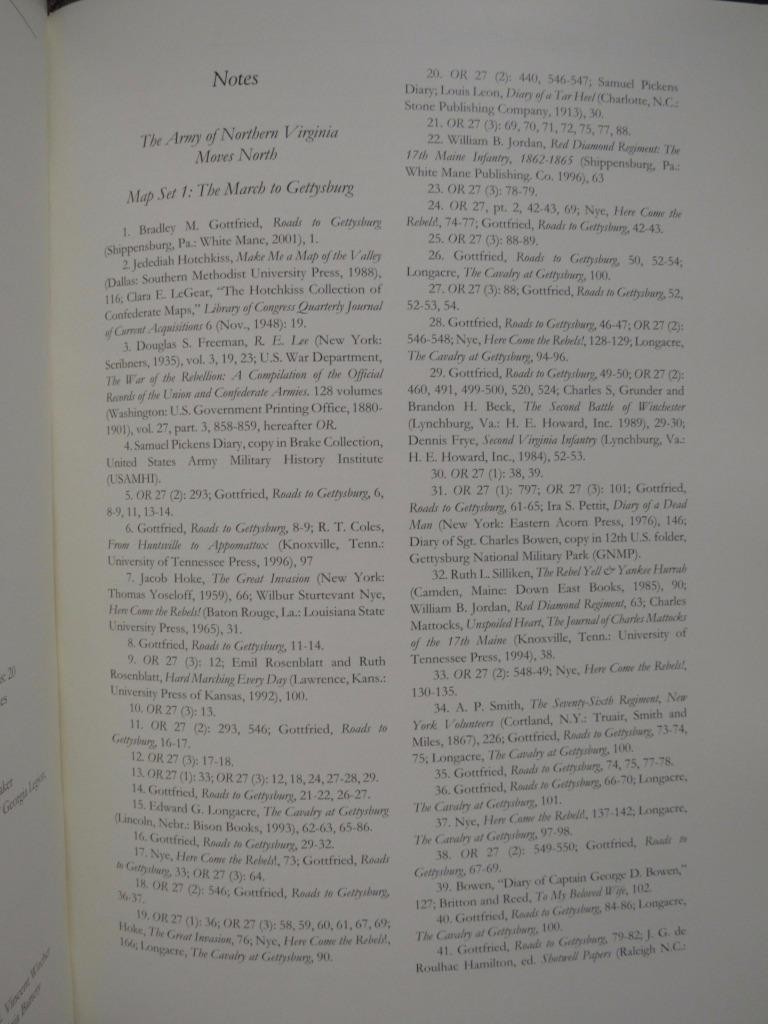 Notes
The Army of Northern Virginia
Moves North
Map Set 1: The March to Gettysburg
1. Bradley M. Gottfried, Roads to Gettysburg
(Shippensburg, Pa.: White Mane, 2001), 1.
2. Jedediah Hotchkiss, Make Me a Map of the Valley
(Dallas: Southern Methodist University Press, 1988),
116; Clara E. LeGear, "The Hotchkiss Collection of
Confederate Maps," Library of Congress Quarterly Journal
of Current Acquisitions 6 (Nov., 1948): 19.
3. Douglas S. Freeman, R. E. Lee (New York:
Scribners, 1935), vol. 3, 19, 23; U.S. War Department,
The War of the Rebellion: A Compilation of the Official
Records of the Union and Confederate Armies. 128 volumes
(Washington: U.S. Government Printing Office, 1880-
1901), vol. 27, part. 3, 858-859, hereafter OR.
4. Samuel Pickens Diary, copy in Brake Collection,
United States Army Military History Institute
(USAMHI).
5. OR 27 (2): 293; Gottfried, Roads to Gettysburg, 6,
8-9, 11, 13-14.
6. Gottfried, Roads to Gettysburg, 8-9; R. T. Coles,
From Huntsville to Appomattox (Knoxville, Tenn.:
University of Tennessee Press, 1996), 97
7. Jacob Hoke, The Great Invasion (New York:
Thomas Yoseloff, 1959), 66; Wilbur Sturtevant Nye,
Here Come the Rebels! (Baton Rouge, La.: Louisiana State
University Press, 1965), 31.
8. Gottfried, Roads to Gettysburg, 11-14.
9. OR 27 (3): 12; Emil Rosenblatt and Ruth
Rosenblatt, Hard Marching Every Day (Lawrence, Kans.:
University Press of Kansas, 1992), 100.
10. OR 27 (3): 13.
11. OR 27 (2): 293, 546; Gottfried, Roads to
Gettysburg, 16-17.
12. OR 27 (3): 17-18.
13. OR 27 (1): 33; OR 27 (3): 12, 18, 24, 27-28, 29.
14. Gottfried, Roads to Gettysburg, 21-22, 26-27.
15. Edward G. Longacre, The Cavalry at Gettysburg
(Lincoln, Nebr.: Bison Books, 1993), 62-63, 65-86.
16. Gottfried, Roads to Gettysburg, 29-32.
17. Nye, Here Come the Rebels!, 73; Gottfried, Roads
to Gettysburg, 33; OR 27 (3): 64.
18. OR 27 (2): 546; Gottfried, Roads to Gettysburg,
36-37.
19. OR 27 (1): 36; OR 27 (3): 58, 59, 60, 61, 67, 69;
Hoke, The Great Invasion, 76; Nye, Here Come the Rebels!,
166; Longacre, The Cavalry at Gettysburg, 90.
20. OR 27 (2): 440, 546-547; Samuel Pickens
Diary; Louis Leon, Diary of a Tar Heel (Charlotte, N.C.:
Stone Publishing Company, 1913), 30.
21. OR 27 (3): 69, 70, 71, 72, 75, 77, 88.
22. William B. Jordan, Red Diamond Regiment: The
17th Maine Infantry, 1862-1865 (Shippensburg, Pa.:
White Mane Publishing. Co. 1996), 63
23. OR 27 (3): 78-79.
24. OR 27, pt. 2, 42-43, 69; Nye, Here Come the
Rebels!, 74-77; Gottfried, Roads to Gettysburg, 42-43.
25. OR 27 (3): 88-89.
26. Gottfried, Roads to Gettysburg, 50, 52-54;
Longacre, The Cavalry at Gettysburg, 100.
27. OR 27 (3): 88; Gottfried, Roads to Gettysburg, 52,
52-53, 54.
28. Gottfried, Roads to Gettysburg, 46-47; OR 27 (2):
546-548; Nye, Here Come the Rebels!, 128-129; Longacre,
The Cavalry at Gettysburg, 94-96.
29. Gottfried, Roads to Gettysburg, 49-50; OR 27 (2):
460, 491, 499-500, 520, 524; Charles S, Grunder and
Brandon H. Beck, The Second Battle of Winchester
(Lynchburg, Va.: H. E. Howard, Inc. 1989), 29-30;
Dennis Frye, Second Virginia Infantry (Lynchburg, Va.:
H. E. Howard, Inc., 1984), 52-53.
30. OR 27 (1): 38, 39.
31. OR 27 (1): 797; OR 27 (3): 101; Gottfried,
Roads to Gettysburg, 61-65; Ira S. Pettit, Diary of a Dead
Man (New York: Eastern Acorn Press, 1976), 146;
Diary of Sgt. Charles Bowen, copy in 12th U.S. folder,
Gettysburg National Military Park (GNMP).
32. Ruth L. Silliken, The Rebel Yell & Yankee Hurrah
(Camden, Maine: Down East Books, 1985), 90;
William B. Jordan, Red Diamond Regiment, 63; Charles
Mattocks, Unspoiled Heart, The Journal of Charles Mattocks
of the 17th Maine (Knoxville, Tenn.: University of
Tennessee Press, 1994), 38.
33. OR 27 (2): 548-49; Nye, Here Come the Rebels!,
130-135.
34. A. P. Smith, The Seventy-Sixth Regiment, New
York Volunteers (Cortland, N.Y.: Truair, Smith and
Miles, 1867), 226; Gottfried, Roads to Gettysburg, 73-74,
75; Longacre, The Cavalry at Gettysburg, 100.
35. Gottfried, Roads to Gettysburg, 74, 75, 77-78.
36. Gottfried, Roads to Gettysburg, 66-70; Longacre,
The Cavalry at Gettysburg, 101.
37. Nye, Here Come the Rebels!, 137-142; Longacre,
The Cavalry at Gettysburg, 97-98.
38. OR 27 (2): 549-550; Gottfried, Roads to
Gettysburg, 67-69.
39. Bowen, "Diary of Captain George D. Bowen,"
127; Britton and Reed, To My Beloved Wife, 102.
40. Gottfried, Roads to Gettysburg, 84-86; Longacre,
The Cavalry at Gettysburg, 100.
41. Gottfried, Roads to Gettysburg, 79-82; J. G. de
Roulhac Hamilton, ed. Shotwell Papers (Raleigh N.C.: